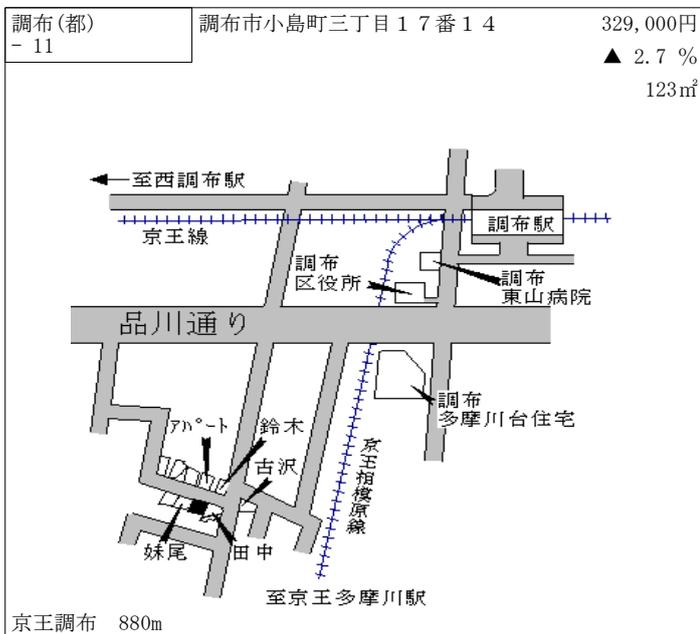 調布(都)
- 11
調布市小島町三丁目１７番１４
329,000円
▲ 2.7 %
123㎡
至西調布駅
京王線
調布駅
調布
区役所
調布
東山病院
品川通り
調布
多摩川台住宅
ｱﾊﾟｰﾄ
鈴木
古沢
京王相模原線
妹尾
田中
至京王多摩川駅
京王調布 880m